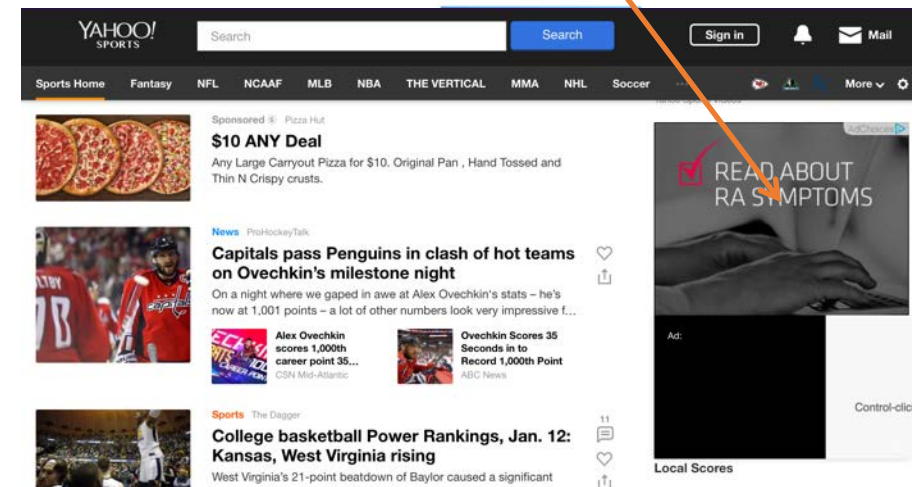 YAHOO!
SPORTS
Search
Search
Sign in
Mail
Sports Home Fantasy NFL NCAAF MLB NBA THE VERTICAL MMA NHL Soccer ... More
Sponsored $ Pizza Hut
$10 ANY Deal
Any Large Carryout Pizza for $10. Original Pan , Hand Tossed and
Thin N Crispy crusts.
AdChoices
READ ABOUT
RA SYMPTOMS
News ProHockeyTalk
Capitals pass Penguins in clash of hot teams
on Ovechkin's milestone night
On a night where we gaped in awe at Alex Ovechkin's stats – he's
now at 1,001 points – a lot of other numbers look very impressive f...
Alex Ovechkin
scores 1,000th
career point 35...
CSN Mid-Atlantic
Ovechkin Scores 35
Seconds in to
Record 1,000th Point
ABC News
Ad:
Control-clic
Sports The Dagger
College basketball Power Rankings, Jan. 12:
Kansas, West Virginia rising
West Virginia's 21-point beatdown of Baylor caused a significant
11
Local Scores